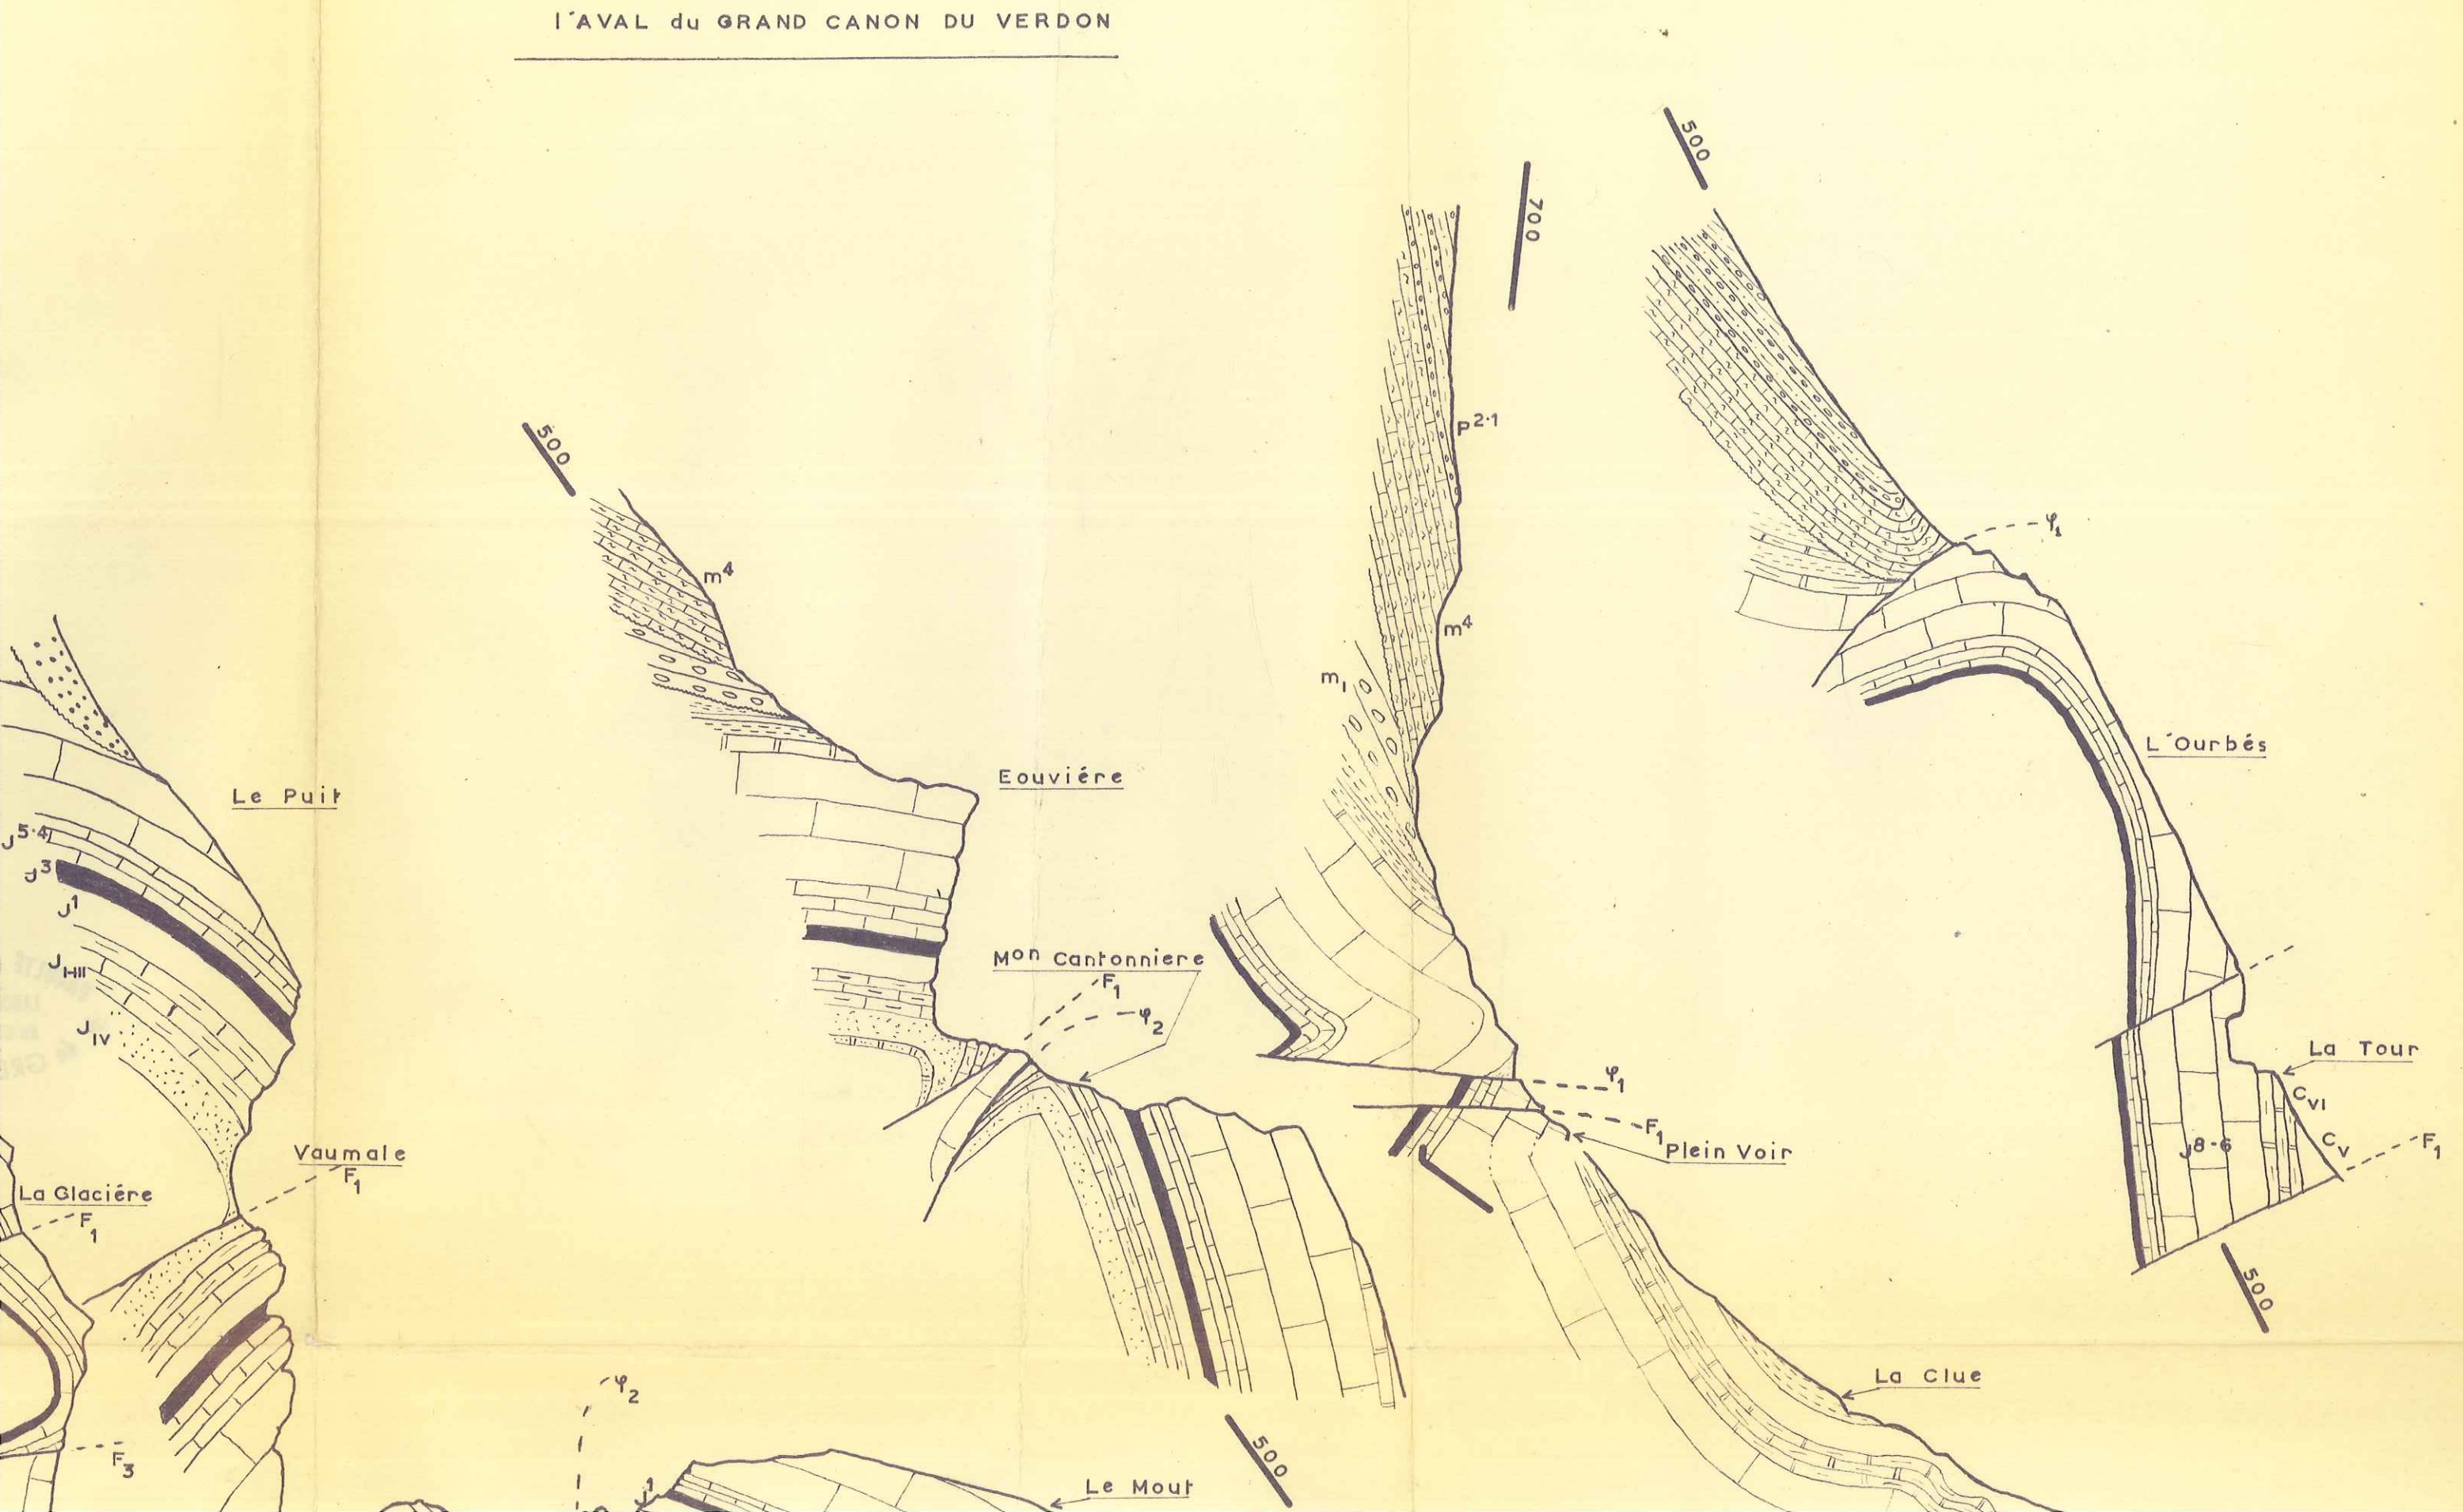 l'AVAL du GRAND CANON DU VERDON
500
700
500
P2-1
φ1
m4
m4
m1
L'Ourbés
Eouviére
Le Puit
J5-4
J3
J1
JI-II
JIV
Mon Cantonniere
F1
φ2
La Tour
CVI
CV
F1
J8-6
φ1
F1
Plein Voir
Vaumale
F1
La Glaciére
F1
500
La Clue
φ2
F3
500
J1
Le Mout